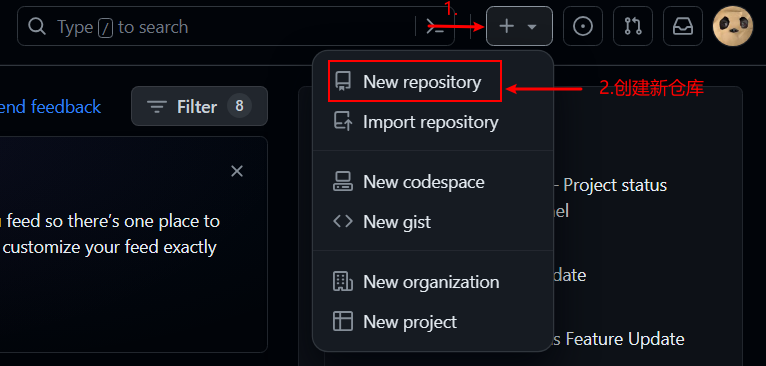 Type / to search
1.
end feedback
Filter 8
feed so there's one place to
customize your feed exactly
New repository
2.创建新仓库
Import repository
New codespace
New gist
New organization
New project
– Project status
nel
date
s Feature Update